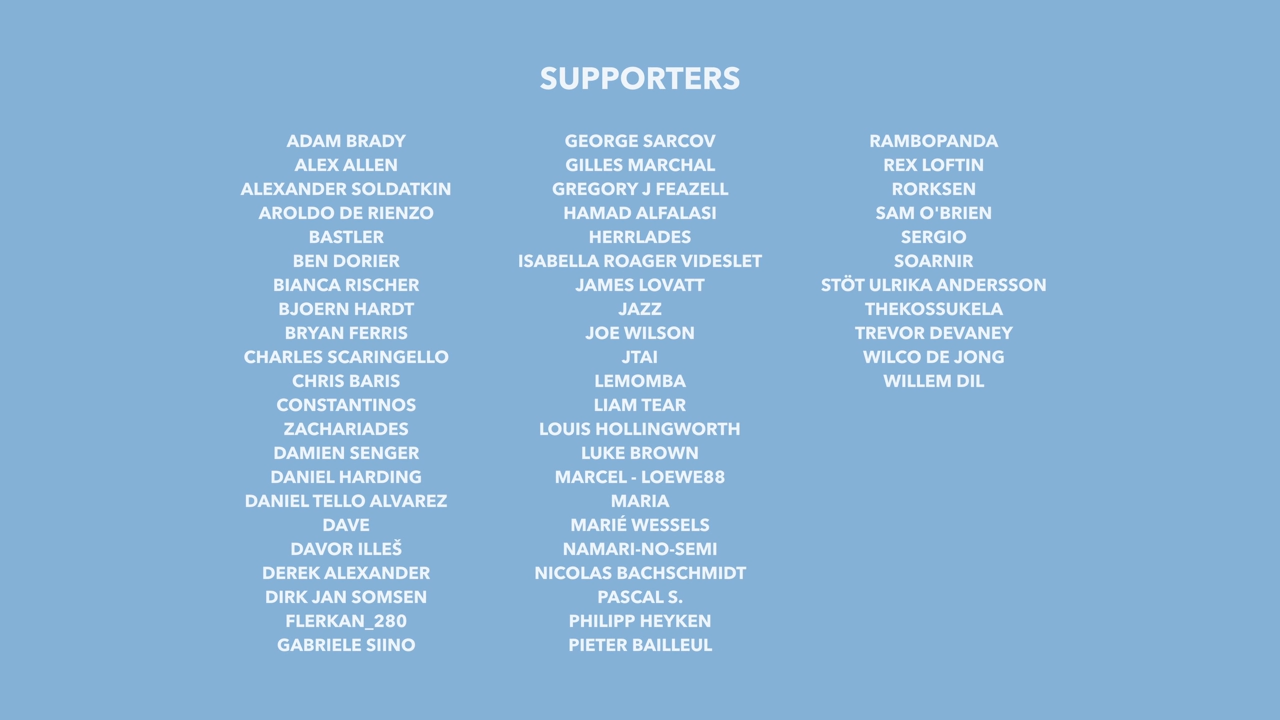 SUPPORTERS
ADAM BRADY
ALEX ALLEN
ALEXANDER SOLDATKIN
AROLDO DE RIENZO
BASTLER
BEN DORIER
BIANCA RISCHER
BJOERN HARDT
BRYAN FERRIS
CHARLES SCARINGELLO
CHRIS BARIS
CONSTANTINOS
ZACHARIADES
DAMIEN SENGER
DANIEL HARDING
DANIEL TELLO ALVAREZ
DAVE
DAVOR ILLEŠ
DEREK ALEXANDER
DIRK JAN SOMSEN
FLERKAN_280
GABRIELE SIINO
GEORGE SARCOV
GILLES MARCHAL
GREGORY J FEAZELL
HAMAD ALFALASI
HERRLADES
ISABELLA ROAGER VIDESLET
JAMES LOVATT
JAZZ
JOE WILSON
JTAI
LEMOMBA
LIAM TEAR
LOUIS HOLLINGWORTH
LUKE BROWN
MARCEL - LOEWE88
MARIA
MARIÉ WESSELS
NAMARI-NO-SEMI
NICOLAS BACHSCHMIDT
PASCAL S.
PHILIPP HEYKEN
PIETER BAILLEUL
RAMBOPANDA
REX LOFTIN
RORKSEN
SAM O'BRIEN
SERGIO
SOARNIR
STÖT ULRIKA ANDERSSON
THEKOSSUKELA
TREVOR DEVANEY
WILCO DE JONG
WILLEM DIL